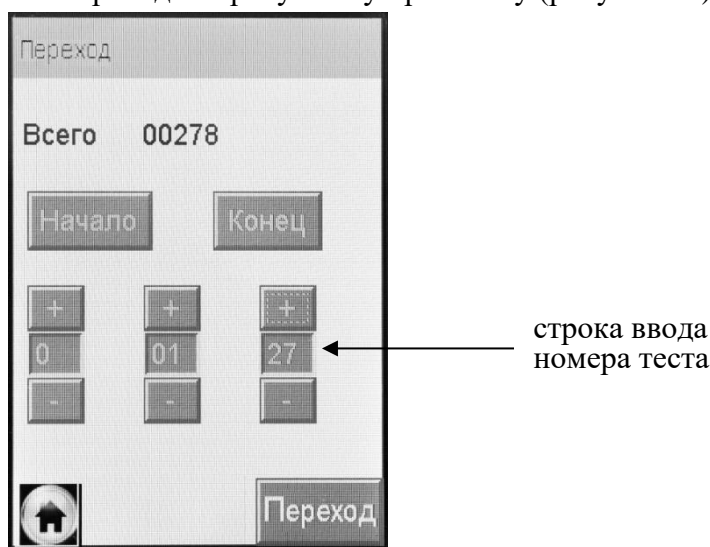 Переход
Всего 00278
Начало Конец
+ + +
0 01 27
- - -
строка ввода
номера теста
Переход